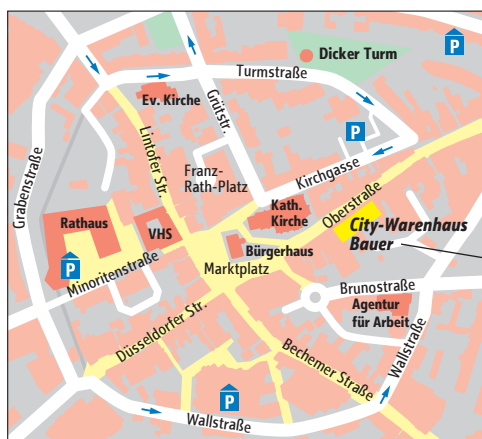 P
Dicker Turm
Turmstraße
Ev. Kirche
Grütstr.
P
Lintofer Str.
Grabenstraße
Franz-
Rath-Platz
Kirchgasse
Kath.
Kirche
Oberstraße
Rathaus
VHS
City-Warenhaus
Bauer
P
Bürgerhaus
Minoritenstraße
Marktplatz
Brunostraße
Agentur
für Arbeit
Düsseldorfer Str.
Bechemer Straße
Wallstraße
P
Wallstraße